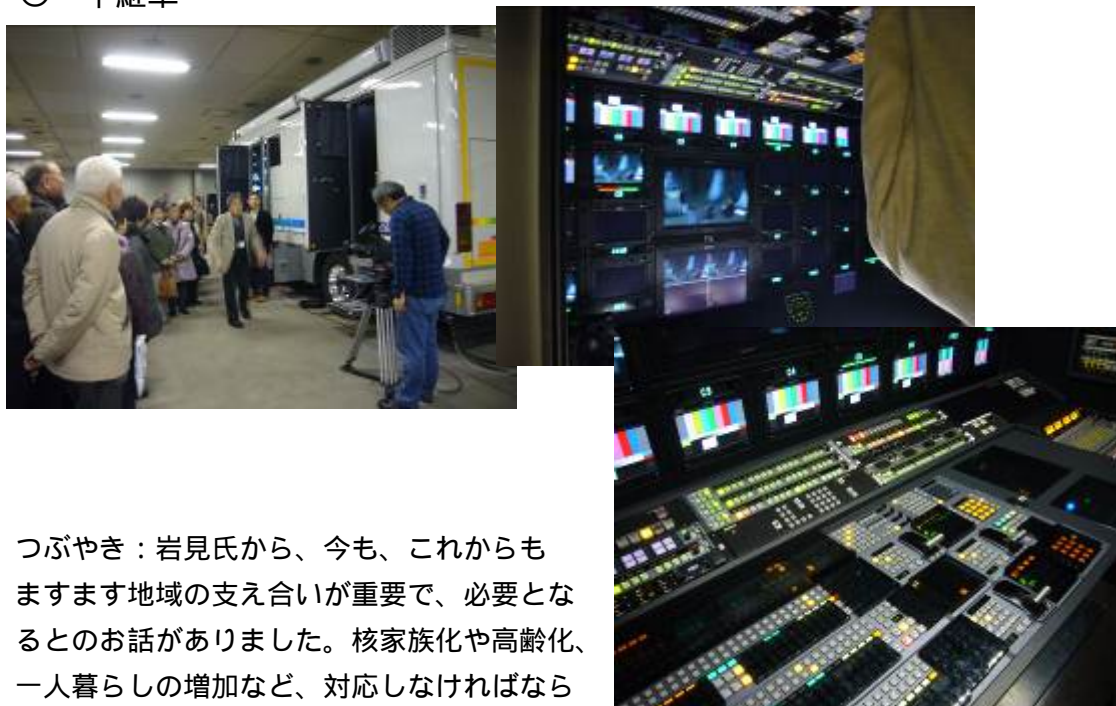 中継車
つぶやき：岩見氏から、今も、これからも
ますます地域の支え合いが重要で、必要とな
るとのお話がありました。核家族化や高齢化、
一人暮らしの増加など、対応しなければなら